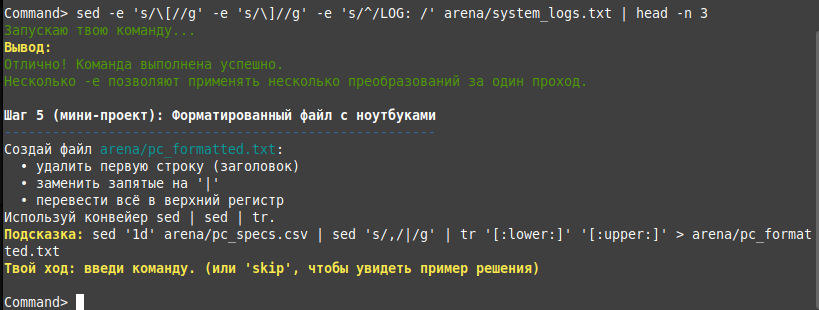 Command> sed -e 's/\[//g' -e 's/\]//g' -e 's/^/LOG: /' arena/system_logs.txt | head -n 3
Запускаю твою команду...
Вывод:
Отлично! Команда выполнена успешно.
Несколько -e позволяют применять несколько преобразований за один проход.
Шаг 5 (мини-проект): Форматированный файл с ноутбуками
------------------------------------------------------
Создай файл arena/pc_formatted.txt:
• удалить первую строку (заголовок)
• заменить запятые на '|'
• перевести всё в верхний регистр
Используй конвейер sed | sed | tr.
Подсказка: sed '1d' arena/pc_specs.csv | sed 's/,/|/g' | tr '[:lower:]' '[:upper:]' > arena/pc_format
ted.txt
Твой ход: введи команду. (или 'skip', чтобы увидеть пример решения)
Command>